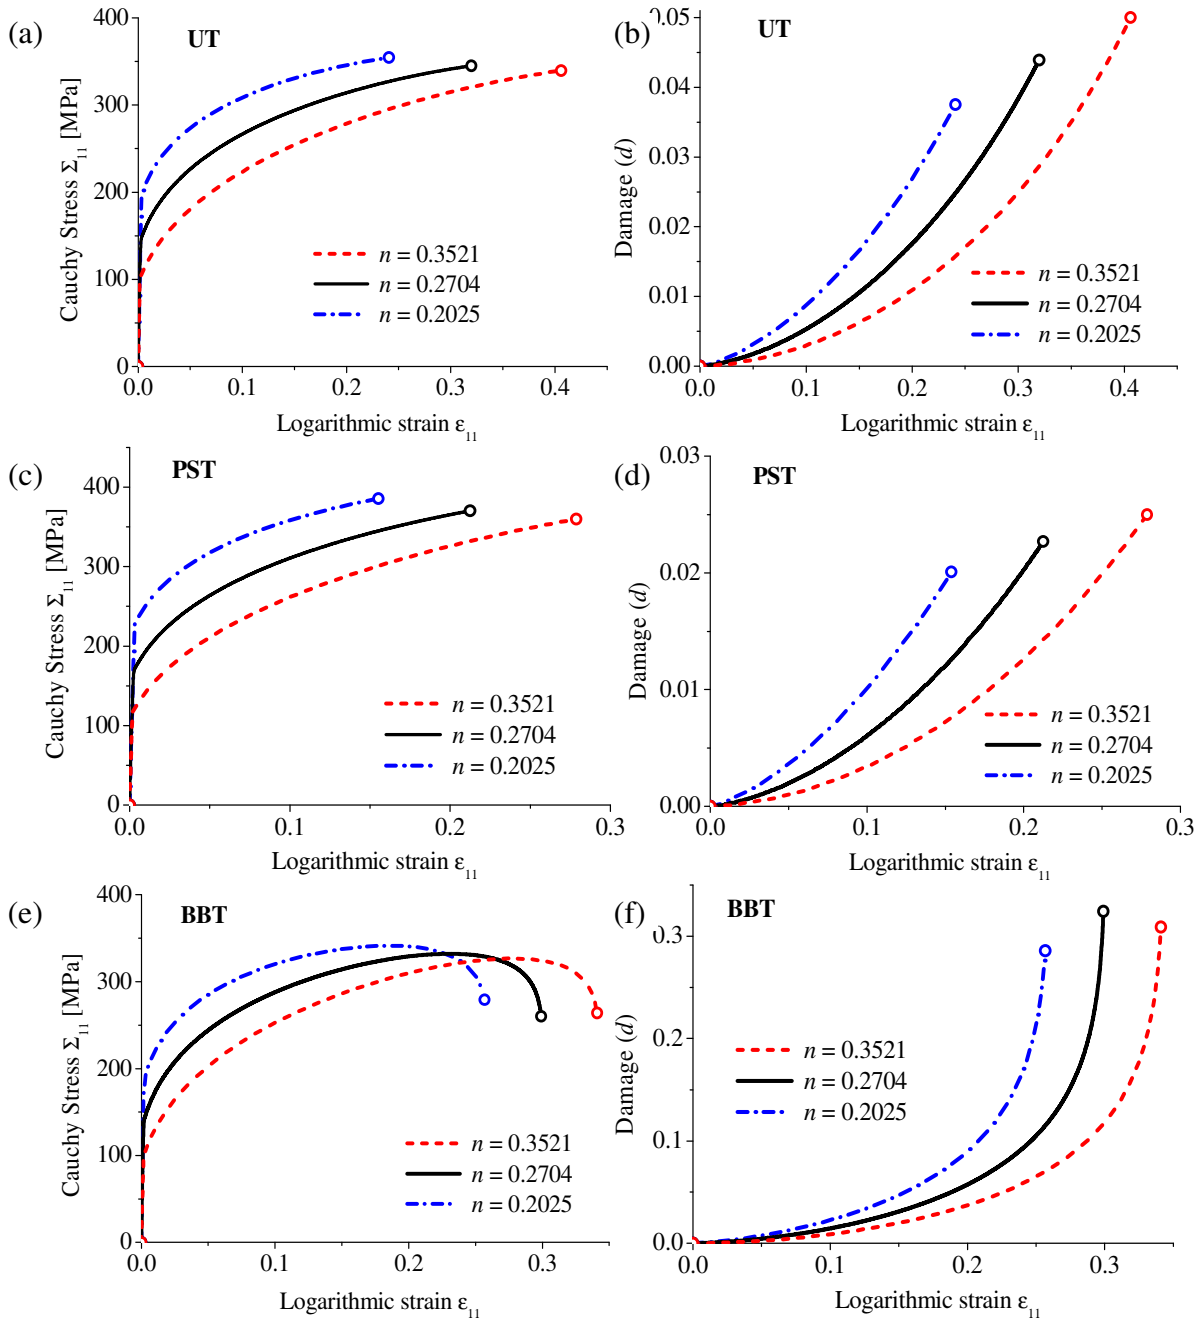 (a)
UT
400
300
200
100
0
0.0 0.1 0.2 0.3 0.4
Cauchy Stress Σ11 [MPa]
Logarithmic strain ε11
n = 0.3521
n = 0.2704
n = 0.2025
(b)
UT
0.05
0.04
0.03
0.02
0.01
0.00
0.0 0.1 0.2 0.3 0.4
Damage (d)
Logarithmic strain ε11
n = 0.3521
n = 0.2704
n = 0.2025
(c)
PST
400
300
200
100
0
0.0 0.1 0.2 0.3
Cauchy Stress Σ11 [MPa]
Logarithmic strain ε11
n = 0.3521
n = 0.2704
n = 0.2025
(d)
PST
0.03
0.02
0.01
0.00
0.0 0.1 0.2 0.3
Damage (d)
Logarithmic strain ε11
n = 0.3521
n = 0.2704
n = 0.2025
(e)
BBT
400
300
200
100
0
0.0 0.1 0.2 0.3
Cauchy Stress Σ11 [MPa]
Logarithmic strain ε11
n = 0.3521
n = 0.2704
n = 0.2025
(f)
BBT
0.3
0.2
0.1
0.0
0.0 0.1 0.2 0.3
Damage (d)
Logarithmic strain ε11
n = 0.3521
n = 0.2704
n = 0.2025